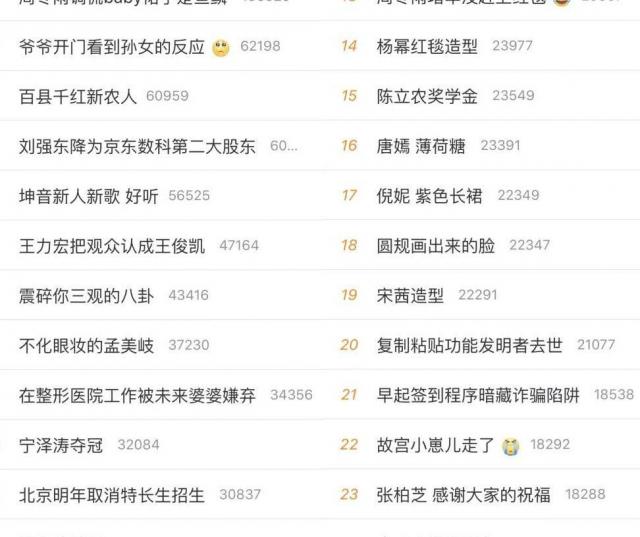 爷爷开门看到孙女的反应 🙄 62198
百县千红新农人 60959
刘强东降为京东数科第二大股东 60...
坤音新人新歌 好听 56525
王力宏把观众认成王俊凯 47164
震碎你三观的八卦 43416
不化眼妆的孟美岐 37230
在整形医院工作被未来婆婆嫌弃 34356
宁泽涛夺冠 32084
北京明年取消特长生招生 30837
14 杨幂红毯造型 23977
15 陈立农奖学金 23549
16 唐嫣 薄荷糖 23391
17 倪妮 紫色长裙 22349
18 圆规画出来的脸 22347
19 宋茜造型 22291
20 复制粘贴功能发明者去世 21077
21 早起签到程序暗藏诈骗陷阱 18538
22 故宫小崽儿走了 😭 18292
23 张柏芝 感谢大家的祝福 18288